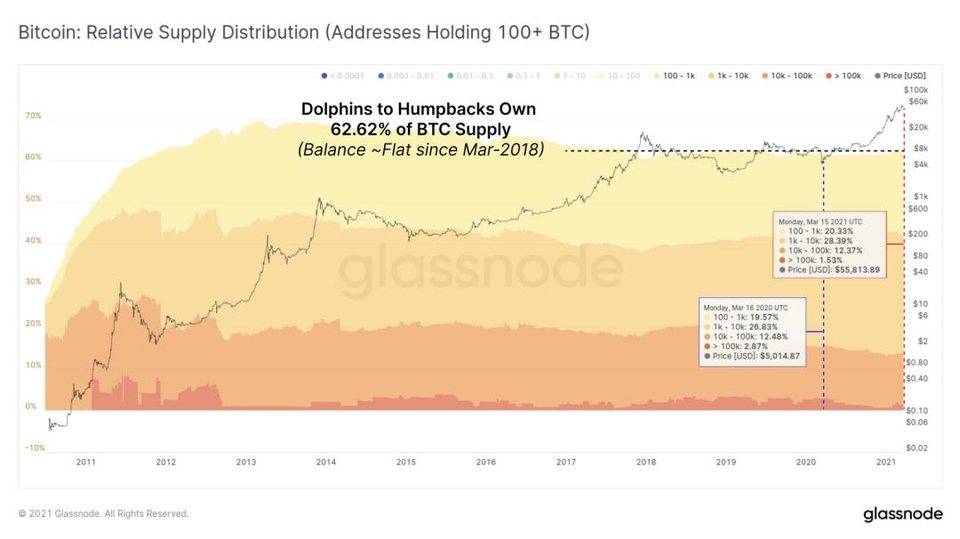 Bitcoin: Relative Supply Distribution (Addresses Holding 100+ BTC)
< 0.0001 0.001 - 0.01 0.01 - 0.1 0.1 - 1 1 - 10 10 - 100 100 - 1k 1k - 10k 10k - 100k > 100k Price [USD]
Dolphins to Humpbacks Own
62.62% of BTC Supply
(Balance ~Flat since Mar-2018)
70%
60%
50%
40%
30%
20%
10%
0%
-10%
$100k
$60k
$20k
$8k
$4k
$1k
$600
$200
$80
$40
$10
$6
$2
$0.80
$0.40
$0.10
$0.06
$0.02
glassnode
Monday, Mar 15 2021 UTC
100 - 1k: 20.33%
1k - 10k: 28.39%
10k - 100k: 12.37%
> 100k: 1.53%
Price [USD]: $55,813.89
Monday, Mar 16 2020 UTC
100 - 1k: 19.57%
1k - 10k: 26.83%
10k - 100k: 12.48%
> 100k: 2.87%
Price [USD]: $5,014.87
2011 2012 2013 2014 2015 2016 2017 2018 2019 2020 2021
© 2021 Glassnode. All Rights Reserved.
glassnode